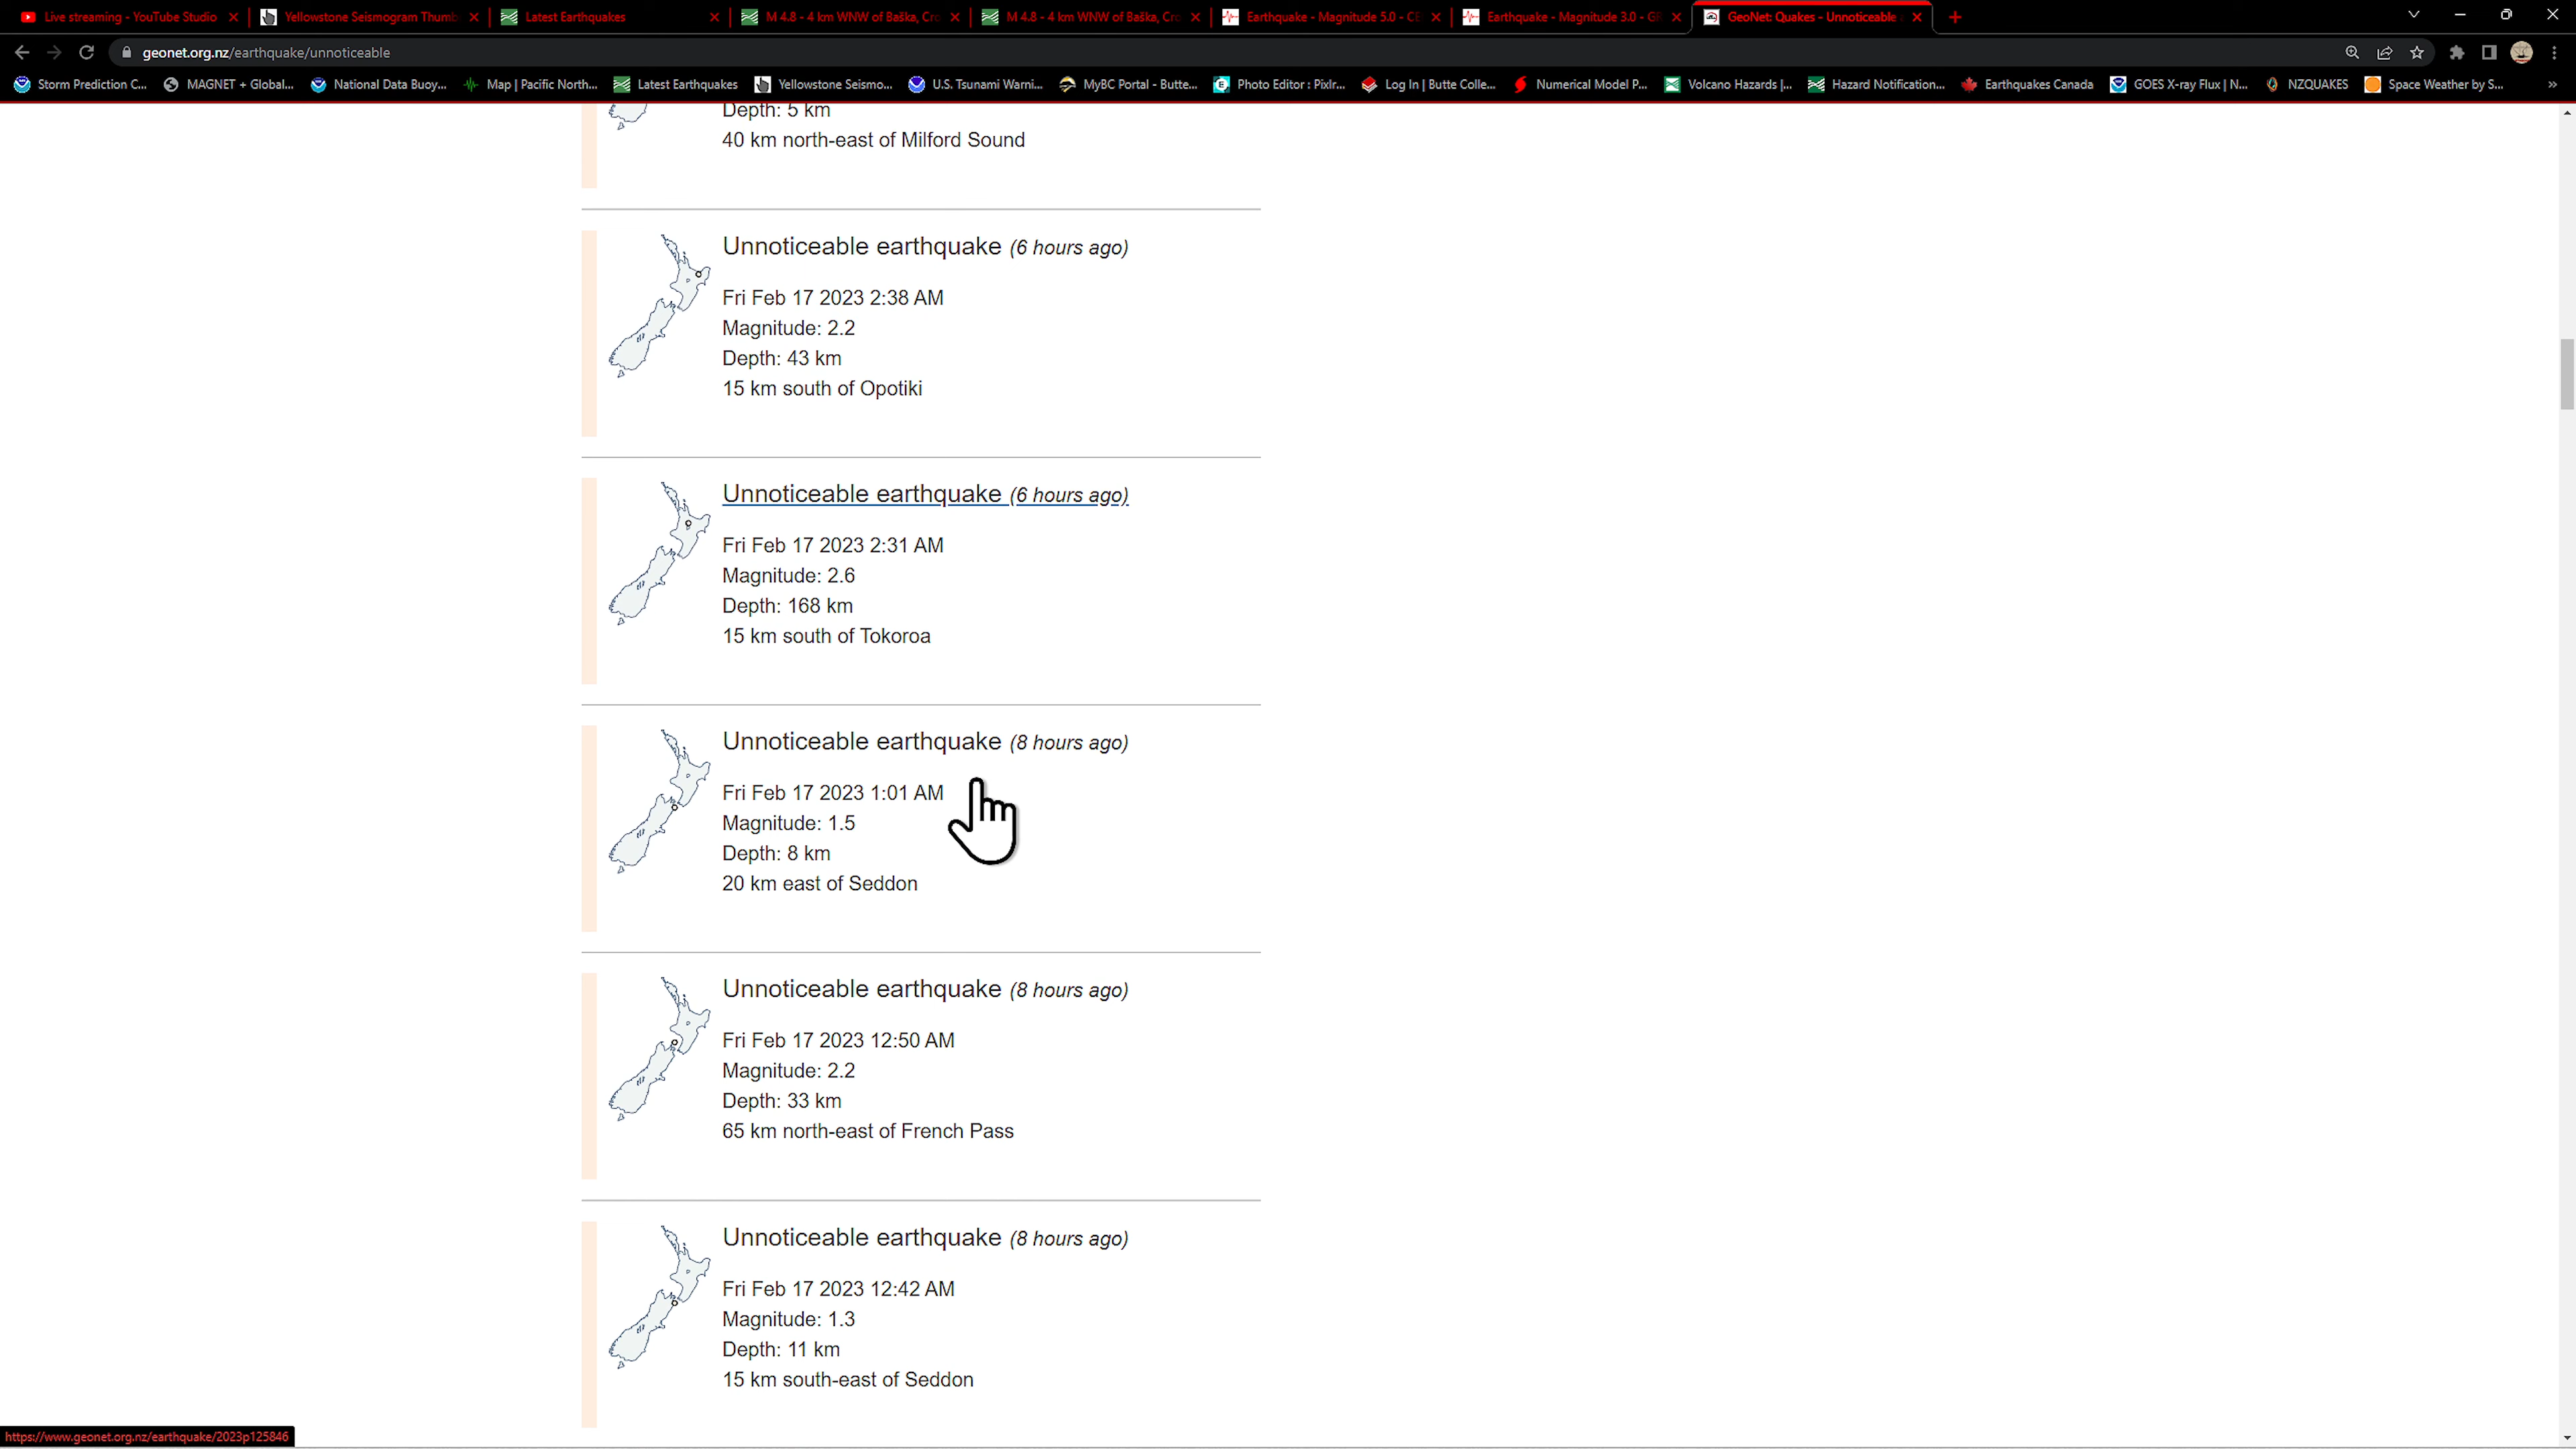 Live streaming - YouTube Studio
Yellowstone Seismogram Thumb
Latest Earthquakes
M 4.8 - 4 km WNW of Baška, Cro
M 4.8 - 4 km WNW of Baška, Cro
Earthquake - Magnitude 5.0 - CE
Earthquake - Magnitude 3.0 - GR
GeoNet: Quakes - Unnoticeable
geonet.org.nz/earthquake/unnoticeable
Storm Prediction C...
MAGNET + Global...
National Data Buoy...
Map | Pacific North...
Latest Earthquakes
Yellowstone Seismo...
U.S. Tsunami Warni...
MyBC Portal - Butte...
Photo Editor : Pixlr...
Log In | Butte Colle...
Numerical Model P...
Volcano Hazards |...
Hazard Notification...
Earthquakes Canada
GOES X-ray Flux | N...
NZQUAKES
Space Weather by S...
Depth: 5 km
40 km north-east of Milford Sound
Unnoticeable earthquake (6 hours ago)
Fri Feb 17 2023 2:38 AM
Magnitude: 2.2
Depth: 43 km
15 km south of Opotiki
Unnoticeable earthquake (6 hours ago)
Fri Feb 17 2023 2:31 AM
Magnitude: 2.6
Depth: 168 km
15 km south of Tokoroa
Unnoticeable earthquake (8 hours ago)
Fri Feb 17 2023 1:01 AM
Magnitude: 1.5
Depth: 8 km
20 km east of Seddon
Unnoticeable earthquake (8 hours ago)
Fri Feb 17 2023 12:50 AM
Magnitude: 2.2
Depth: 33 km
65 km north-east of French Pass
Unnoticeable earthquake (8 hours ago)
Fri Feb 17 2023 12:42 AM
Magnitude: 1.3
Depth: 11 km
15 km south-east of Seddon
https://www.geonet.org.nz/earthquake/2023p125846